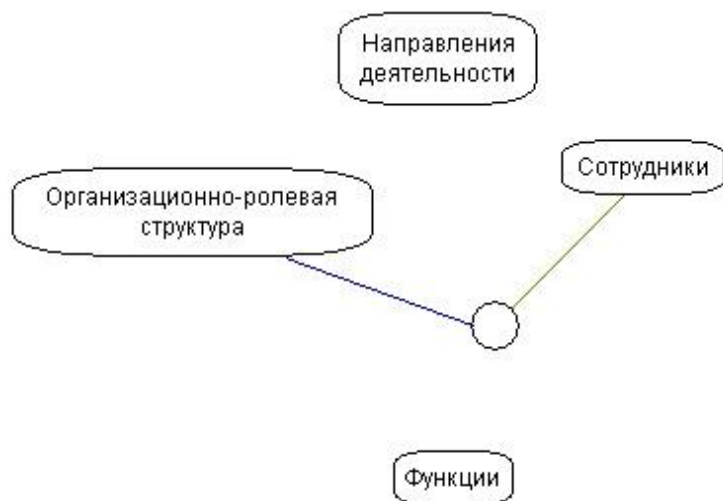 Направления
деятельности
Сотрудники
Организационно-ролевая
структура
Функции